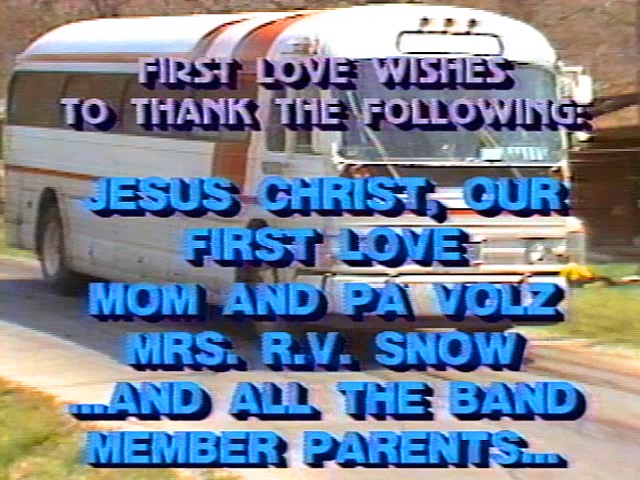 FIRST LOVE WISHES
TO THANK THE FOLLOWING:
JESUS CHRIST, OUR
FIRST LOVE
MOM AND PA VOLZ
MRS. R.V. SNOW
...AND ALL THE BAND
MEMBER PARENTS...